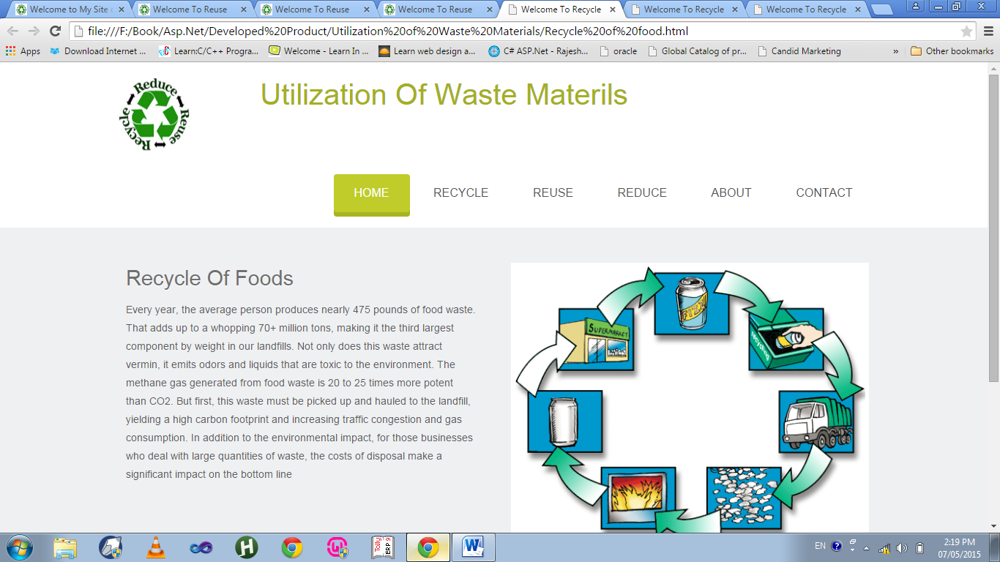 Welcome to My Site
Welcome To Reuse
Welcome To Reuse
Welcome To Reuse
Welcome To Recycle
Welcome To Recycle
Welcome To Recycle
file:///F:/Book/Asp.Net/Developed%20Product/Utilization%20of%20Waste%20Materials/Recycle%20of%20food.html
Apps
Download Internet ...
Learn:C/C++ Progra...
Welcome - Learn In ...
Learn web design a...
C# ASP.Net - Rajesh...
oracle
Global Catalog of pr...
Candid Marketing
»
Other bookmarks
Reduce
Reuse
Recycle
Utilization Of Waste Materils
HOME
RECYCLE
REUSE
REDUCE
ABOUT
CONTACT
Recycle Of Foods
Every year, the average person produces nearly 475 pounds of food waste.
That adds up to a whopping 70+ million tons, making it the third largest
component by weight in our landfills. Not only does this waste attract
vermin, it emits odors and liquids that are toxic to the environment. The
methane gas generated from food waste is 20 to 25 times more potent
than CO2. But first, this waste must be picked up and hauled to the landfill,
yielding a high carbon footprint and increasing traffic congestion and gas
consumption. In addition to the environmental impact, for those businesses
who deal with large quantities of waste, the costs of disposal make a
significant impact on the bottom line
FIZZ
SUPERMARKET
recycling
Tally
ERP 9
EN
2:19 PM
07/05/2015